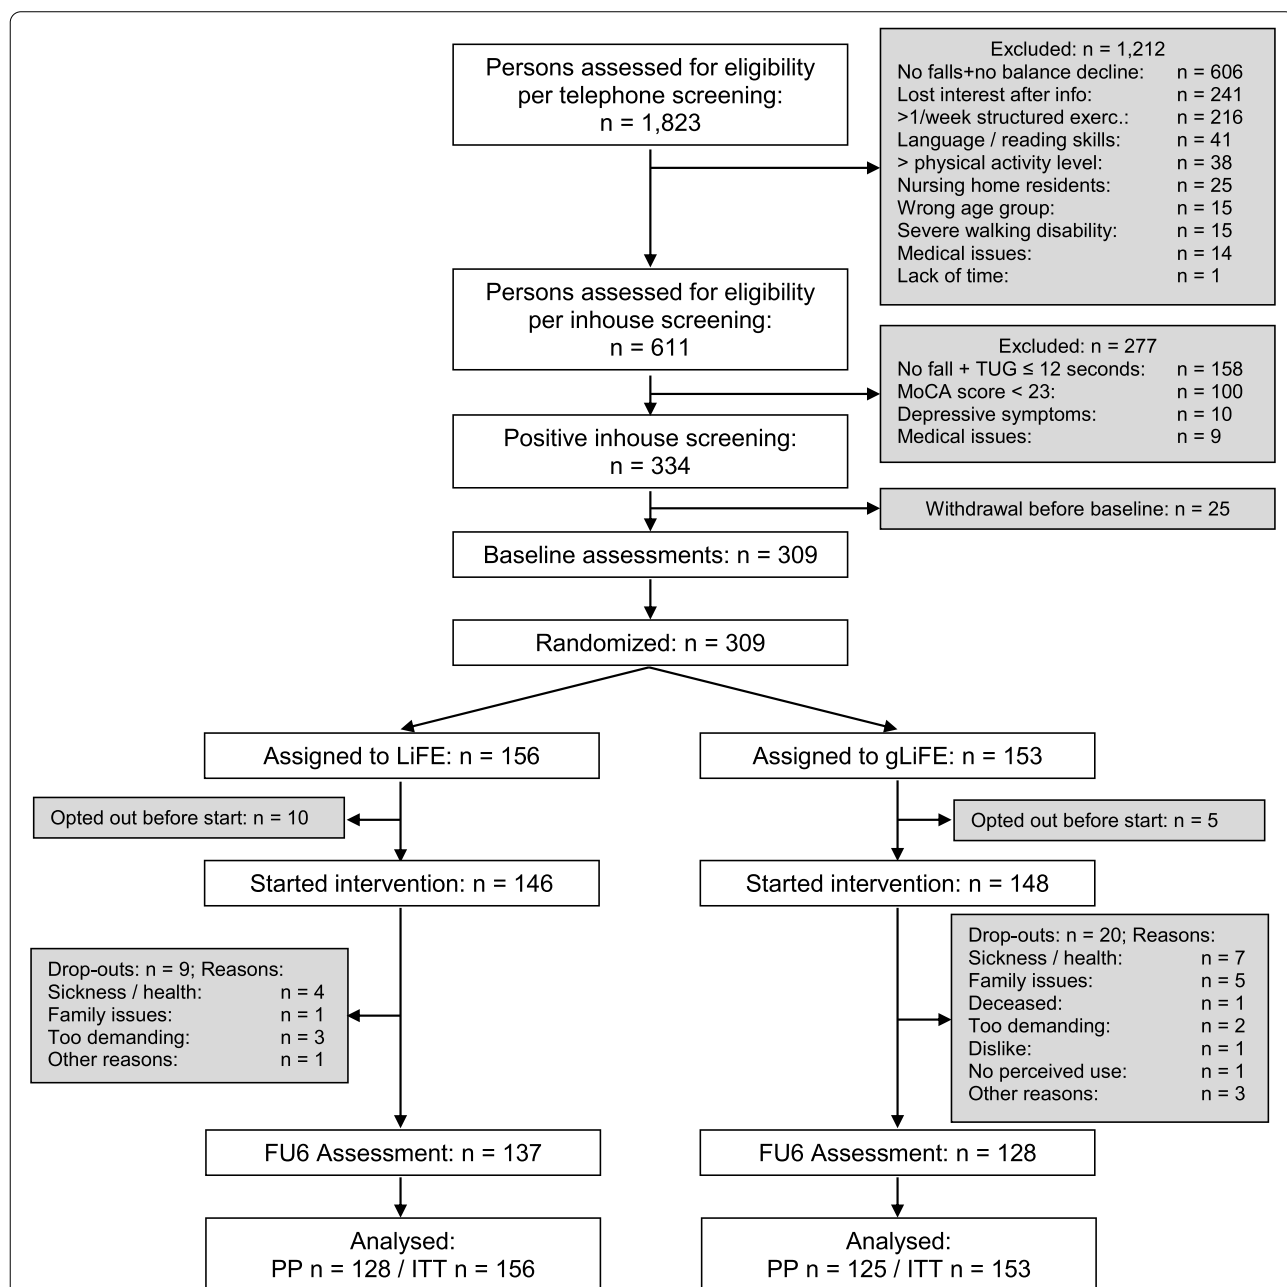 Persons assessed for eligibility
per telephone screening:
n = 1,823
Excluded: n = 1,212
No falls+no balance decline: n = 606
Lost interest after info: n = 241
>1/week structured exerc.: n = 216
Language / reading skills: n = 41
> physical activity level: n = 38
Nursing home residents: n = 25
Wrong age group: n = 15
Severe walking disability: n = 15
Medical issues: n = 14
Lack of time: n = 1
Persons assessed for eligibility
per inhouse screening:
n = 611
Excluded: n = 277
No fall + TUG ≤ 12 seconds: n = 158
MoCA score < 23: n = 100
Depressive symptoms: n = 10
Medical issues: n = 9
Positive inhouse screening:
n = 334
Withdrawal before baseline: n = 25
Baseline assessments: n = 309
Randomized: n = 309
Assigned to LiFE: n = 156
Assigned to gLiFE: n = 153
Opted out before start: n = 10
Opted out before start: n = 5
Started intervention: n = 146
Started intervention: n = 148
Drop-outs: n = 9; Reasons:
Sickness / health: n = 4
Family issues: n = 1
Too demanding: n = 3
Other reasons: n = 1
Drop-outs: n = 20; Reasons:
Sickness / health: n = 7
Family issues: n = 5
Deceased: n = 1
Too demanding: n = 2
Dislike: n = 1
No perceived use: n = 1
Other reasons: n = 3
FU6 Assessment: n = 137
FU6 Assessment: n = 128
Analysed:
PP n = 128 / ITT n = 156
Analysed:
PP n = 125 / ITT n = 153